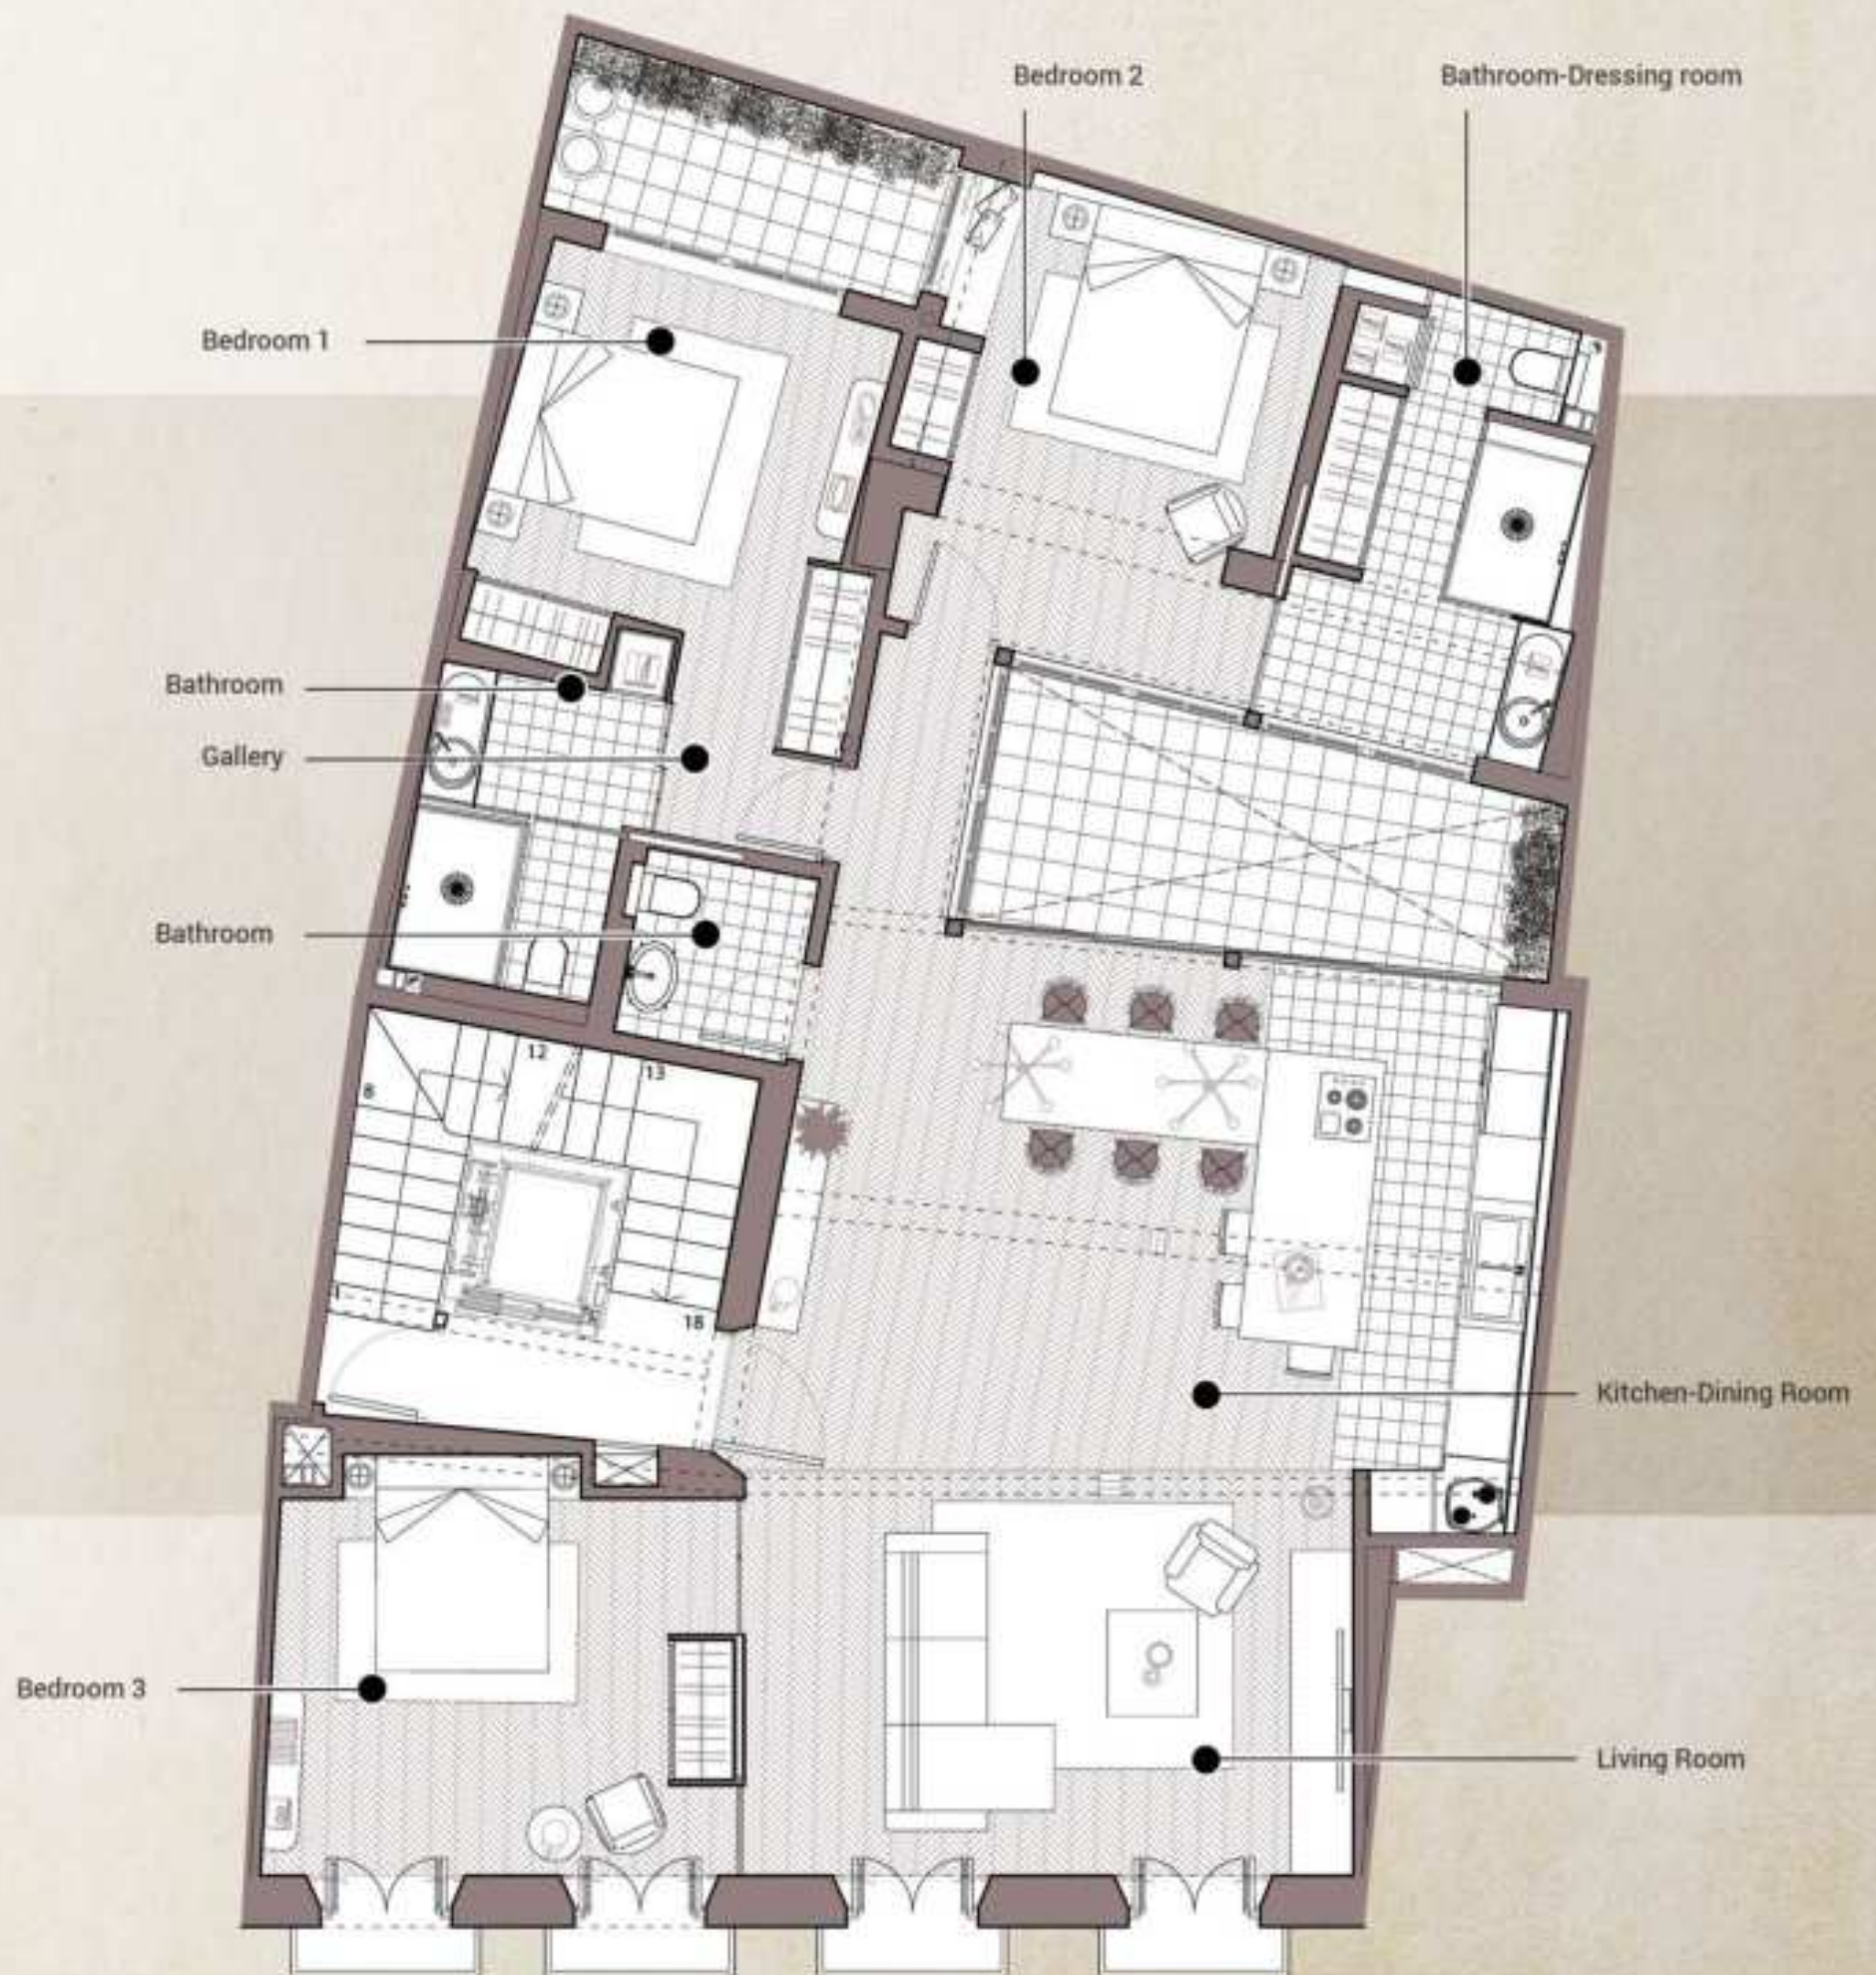 Bedroom 2
Bathroom-Dressing room
Bedroom 1
Bathroom
Gallery
Bathroom
12
13
8
18
Kitchen-Dining Room
Bedroom 3
Living Room